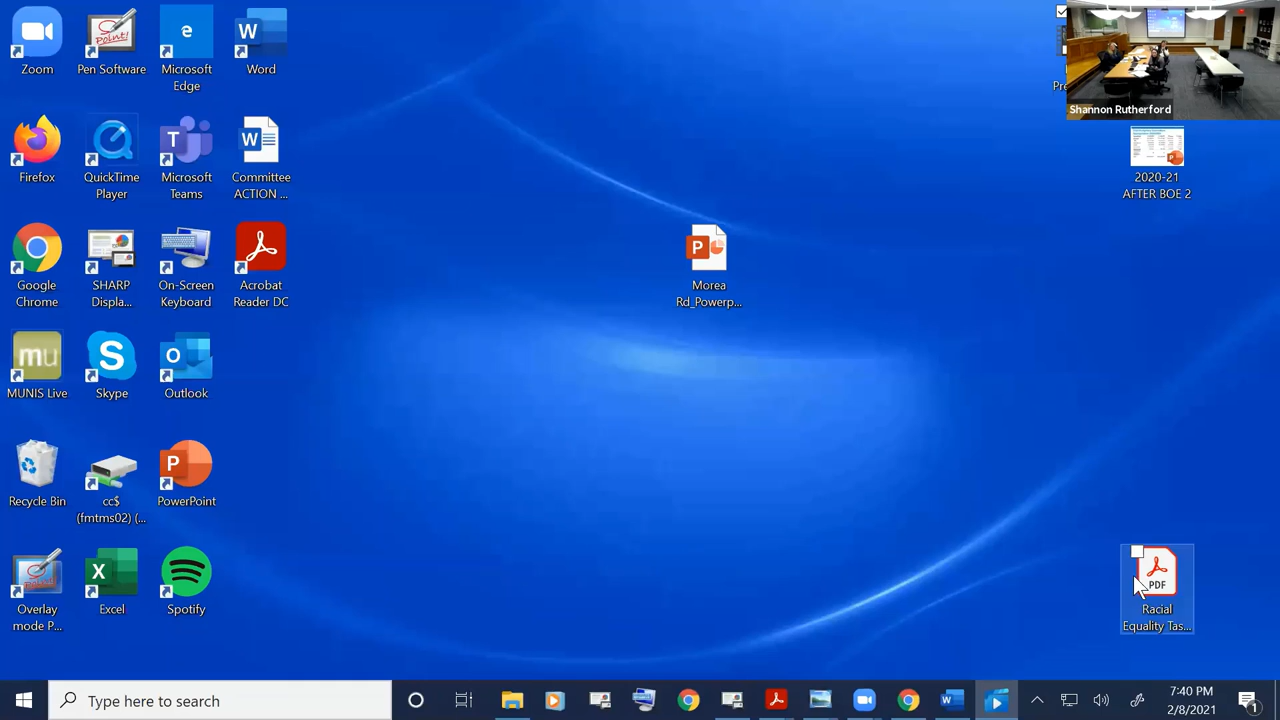 Zoom
Pen Software
Microsoft
Edge
Word
Firefox
QuickTime
Player
Microsoft
Teams
Committee
ACTION ...
Google
Chrome
SHARP
Displa...
On-Screen
Keyboard
Acrobat
Reader DC
MUNIS Live
Skype
Outlook
Recycle Bin
cc$
(fmtms02) (...
PowerPoint
Overlay
mode P...
Excel
Spotify
Morea
Rd_Powerp...
Pre
Shannon Rutherford
2020-21
AFTER BOE 2
PDF
Racial
Equality Tas...
Type here to search
7:40 PM
2/8/2021
1